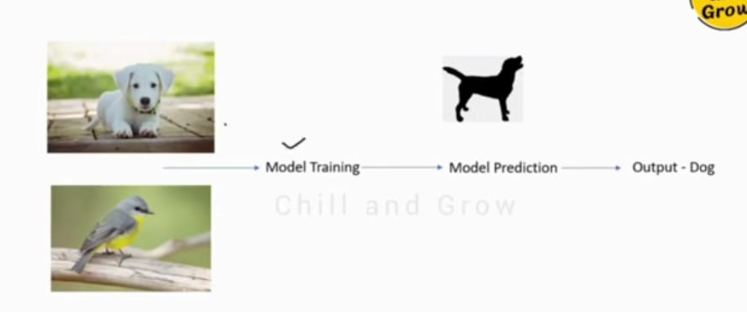 Grow
Model Training
Model Prediction
Output - Dog
Chill and Grow